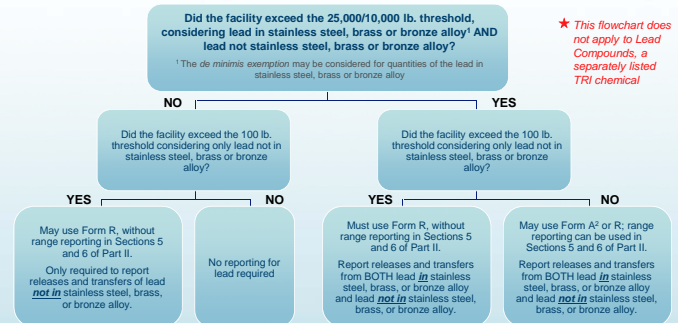 Did the facility exceed the 25,000/10,000 lb. threshold,
considering lead in stainless steel, brass or bronze alloy¹ AND
lead not stainless steel, brass or bronze alloy?
¹ The de minimis exemption may be considered for quantities of the lead in
stainless steel, brass or bronze alloy
★ This flowchart does
not apply to Lead
Compounds, a
separately listed
TRI chemical
NO
YES
Did the facility exceed the 100 lb.
threshold considering only lead not in
stainless steel, brass or bronze
alloy?
Did the facility exceed the 100 lb.
threshold considering only lead not in
stainless steel, brass or bronze
alloy?
YES
NO
YES
NO
May use Form R, without
range reporting in Sections 5
and 6 of Part II.
Only required to report
releases and transfers of lead
not in stainless steel, brass,
or bronze alloy.
No reporting for
lead required
Must use Form R, without
range reporting in Sections 5
and 6 of Part II.
Report releases and transfers
from BOTH lead in stainless
steel, brass, or bronze alloy
and lead not in stainless steel,
brass, or bronze alloy.
May use Form A² or R; range
reporting can be used in
Sections 5 and 6 of Part II.
Report releases and transfers
from BOTH lead in stainless
steel, brass, or bronze alloy
and lead not in stainless steel,
brass, or bronze alloy.